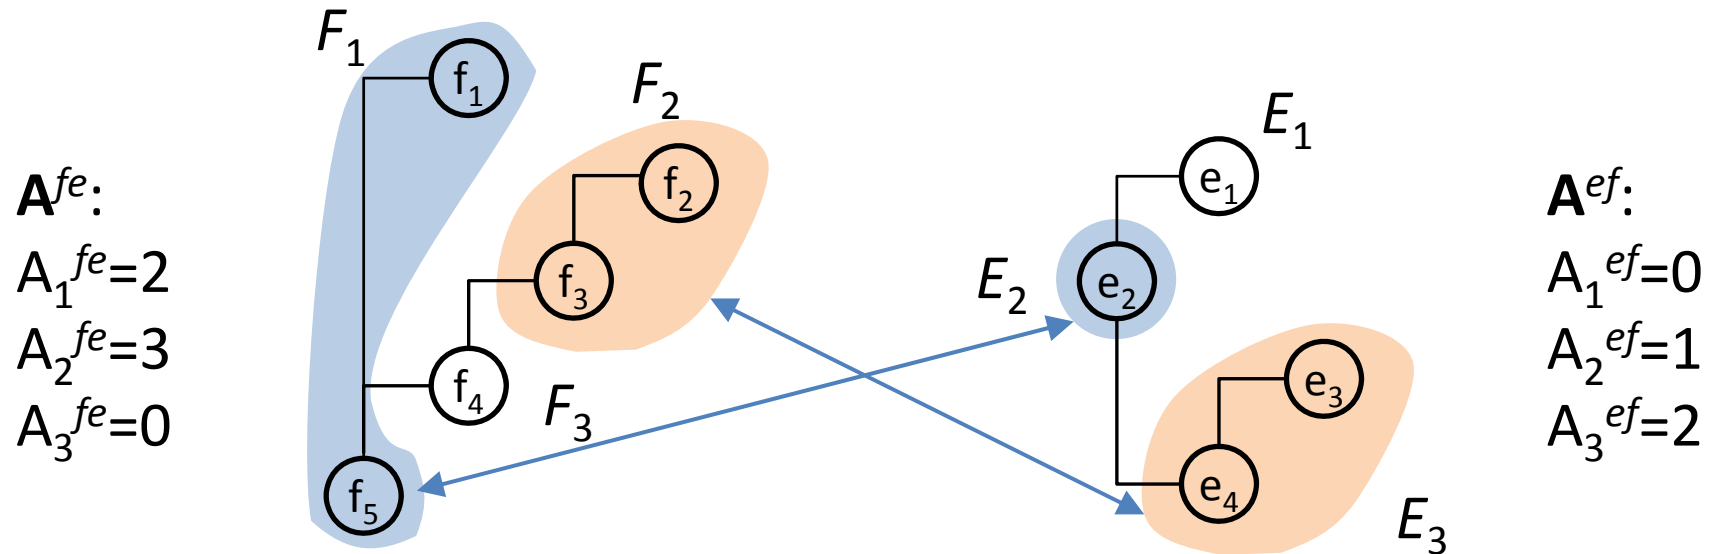 A^fe:
A₁^fe=2
A₂^fe=3
A₃^fe=0
F₁
f₁
F₂
f₂
f₃
f₄
F₃
f₅
E₁
e₁
E₂
e₂
e₃
e₄
E₃
A^ef:
A₁^ef=0
A₂^ef=1
A₃^ef=2